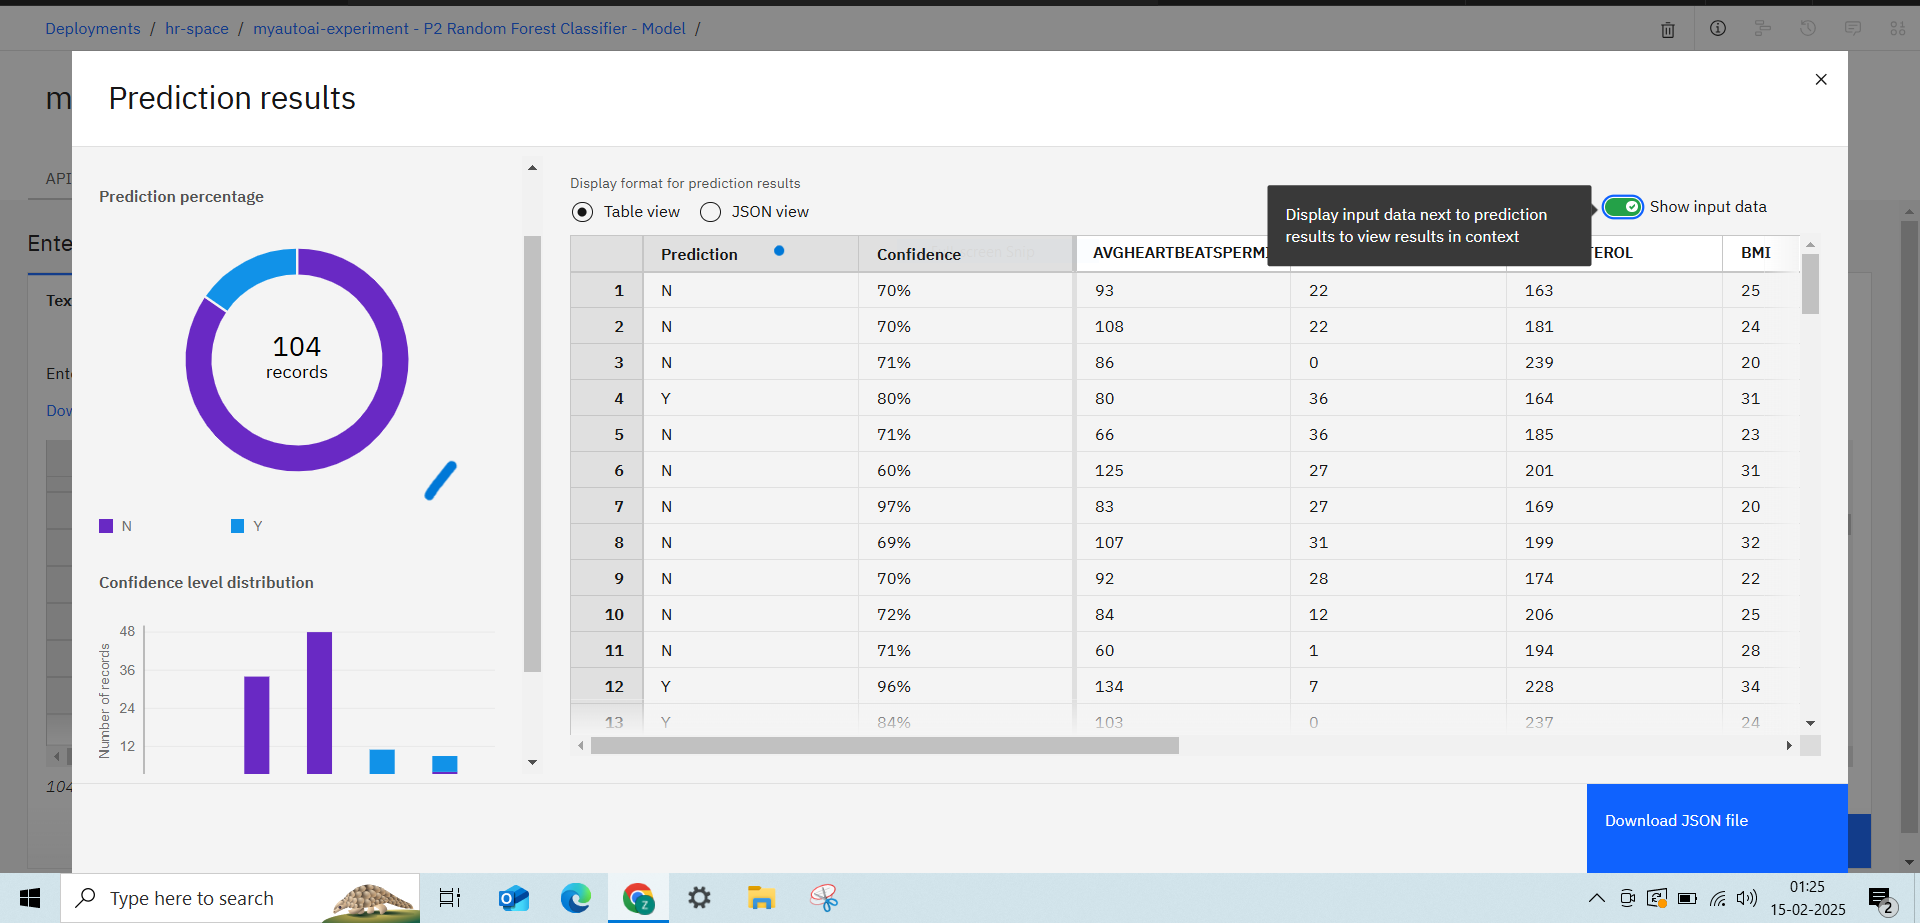 Deployments / hr-space / myautoai-experiment - P2 Random Forest Classifier - Model /
Prediction results
API
Prediction percentage
104
records
N Y
Confidence level distribution
Number of records
48
36
24
12
Display format for prediction results
Table view JSON view
Display input data next to prediction
results to view results in context
Show input data
Prediction Confidence BMI
1 N 70% 93 22 163 25
2 N 70% 108 22 181 24
3 N 71% 86 0 239 20
4 Y 80% 80 36 164 31
5 N 71% 66 36 185 23
6 N 60% 125 27 201 31
7 N 97% 83 27 169 20
8 N 69% 107 31 199 32
9 N 70% 92 28 174 22
10 N 72% 84 12 206 25
11 N 71% 60 1 194 28
12 Y 96% 134 7 228 34
13 Y 84% 103 0 237 24
Download JSON file
Type here to search
01:25
15-02-2025
2